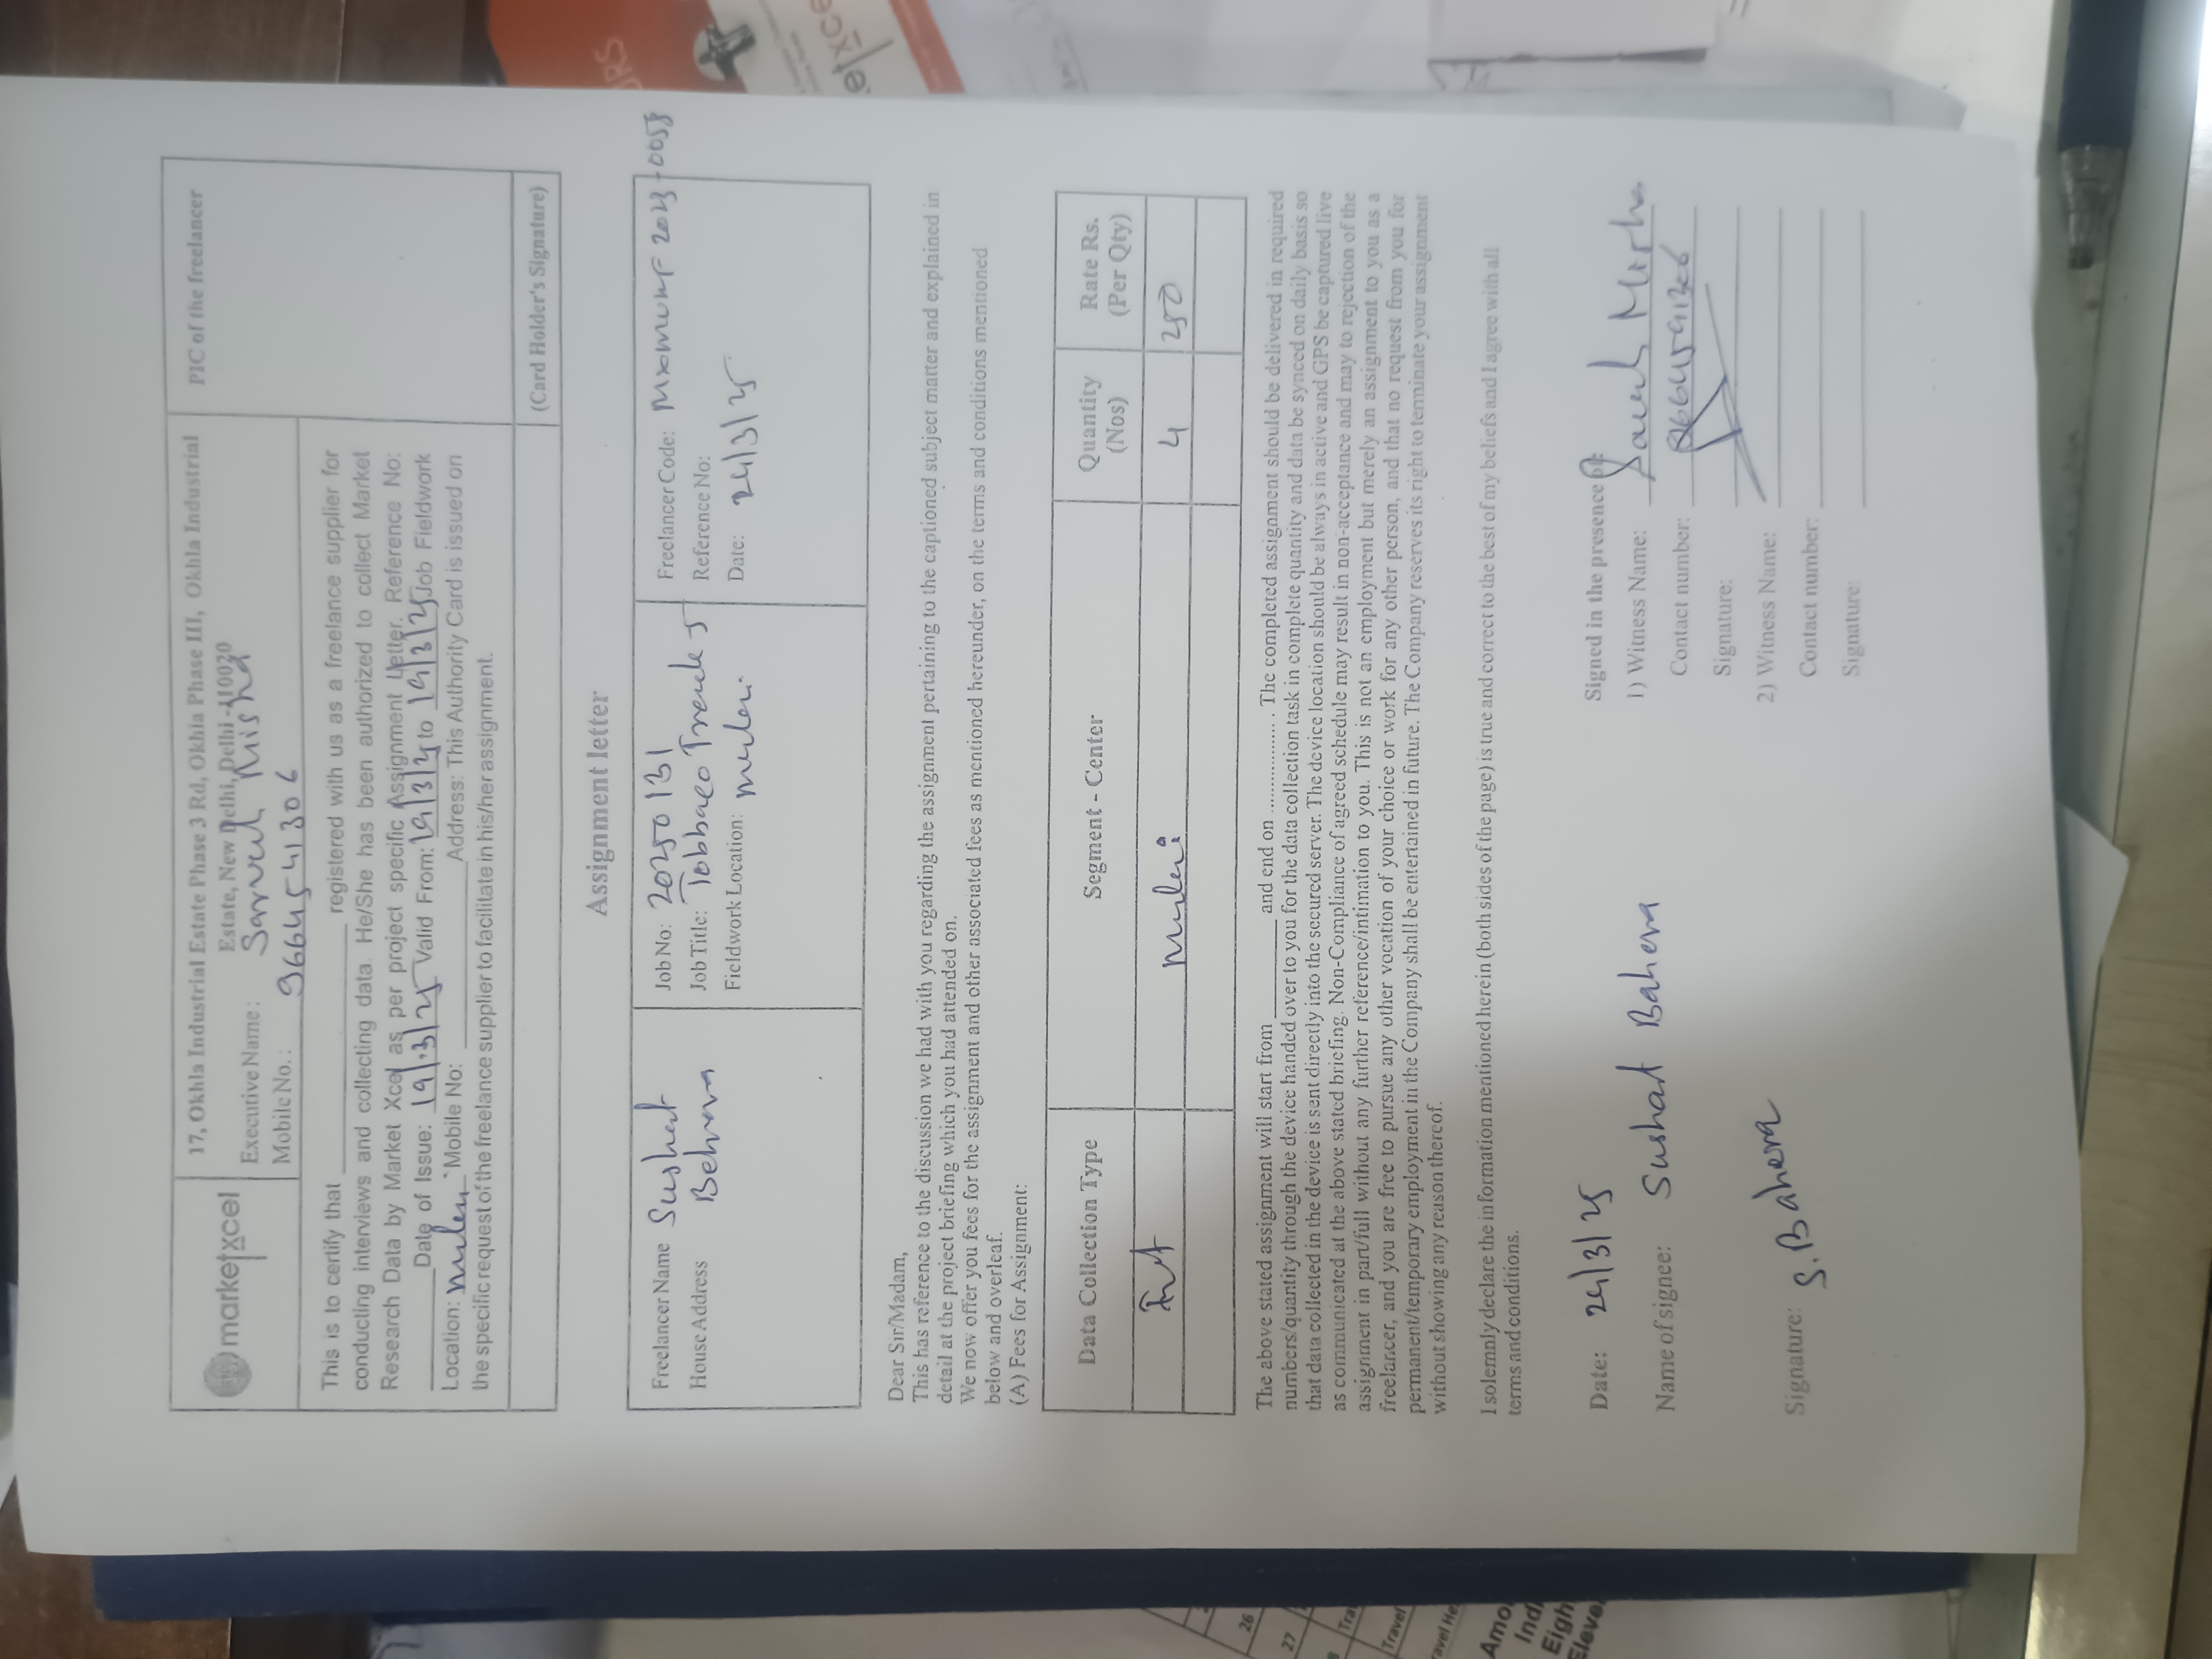 marketxcel
17, Okhla Industrial Estate Phase 3 Rd, Okhla Phase III, Okhla Industrial
Estate, New Delhi, Delhi -110020
Executive Name :
Mobile No. : 9664541306
PIC of the freelancer
This is to certify that registered with us as a freelance supplier for
conducting interviews and collecting data. He/She has been authorized to collect Market
Research Data by Market Xcel as per project specific Assignment Letter. Reference No:
Date of Issue: 19/3/25 Valid From: 19/3/25 to 19/3/25 Job Fieldwork
Location: Mobile No: Address: This Authority Card is issued on
the specific request of the freelance supplier to facilitate in his/her assignment.
(Card Holder's Signature)
Assignment letter
Freelancer Name Sushant
Behera
House Address
Job No: 20250131
Job Title: Tobbaco
Fieldwork Location:
Freelancer Code:
Reference No:
Date: 24/3/25
Dear Sir/Madam,
This has reference to the discussion we had with you regarding the assignment pertaining to the captioned subject matter and explained in
detail at the project briefing which you had attended on.
We now offer you fees for the assignment and other associated fees as mentioned hereunder, on the terms and conditions mentioned
below and overleaf.
(A) Fees for Assignment:
Data Collection Type Segment - Center Quantity (Nos) Rate Rs. (Per Qty)
4 250
The above stated assignment will start from ________ and end on ................ The completed assignment should be delivered in required
numbers/quantity through the device handed over to you for the data collection task in complete quantity and data be synced on daily basis so
that data collected in the device is sent directly into the secured server. The device location should be always in active and GPS be captured live
as communicated at the above stated briefing. Non-Compliance of agreed schedule may result in non-acceptance and may to rejection of the
assignment in part/full without any further reference/intimation to you. This is not an employment but merely an assignment to you as a
freelancer, and you are free to pursue any other vocation of your choice or work for any other person, and that no request from you for
permanent/temporary employment in the Company shall be entertained in future. The Company reserves its right to terminate your assignment
without showing any reason thereof.
I solemnly declare the information mentioned herein (both sides of the page) is true and correct to the best of my beliefs and I agree with all
terms and conditions.
Date: 24/3/25
Name of signee: Sushant Bahera
Signature: S. Bahera
Signed in the presence of:
1) Witness Name:
Contact number:
Signature:
2) Witness Name:
Contact number:
Signature:
26
27
Travel